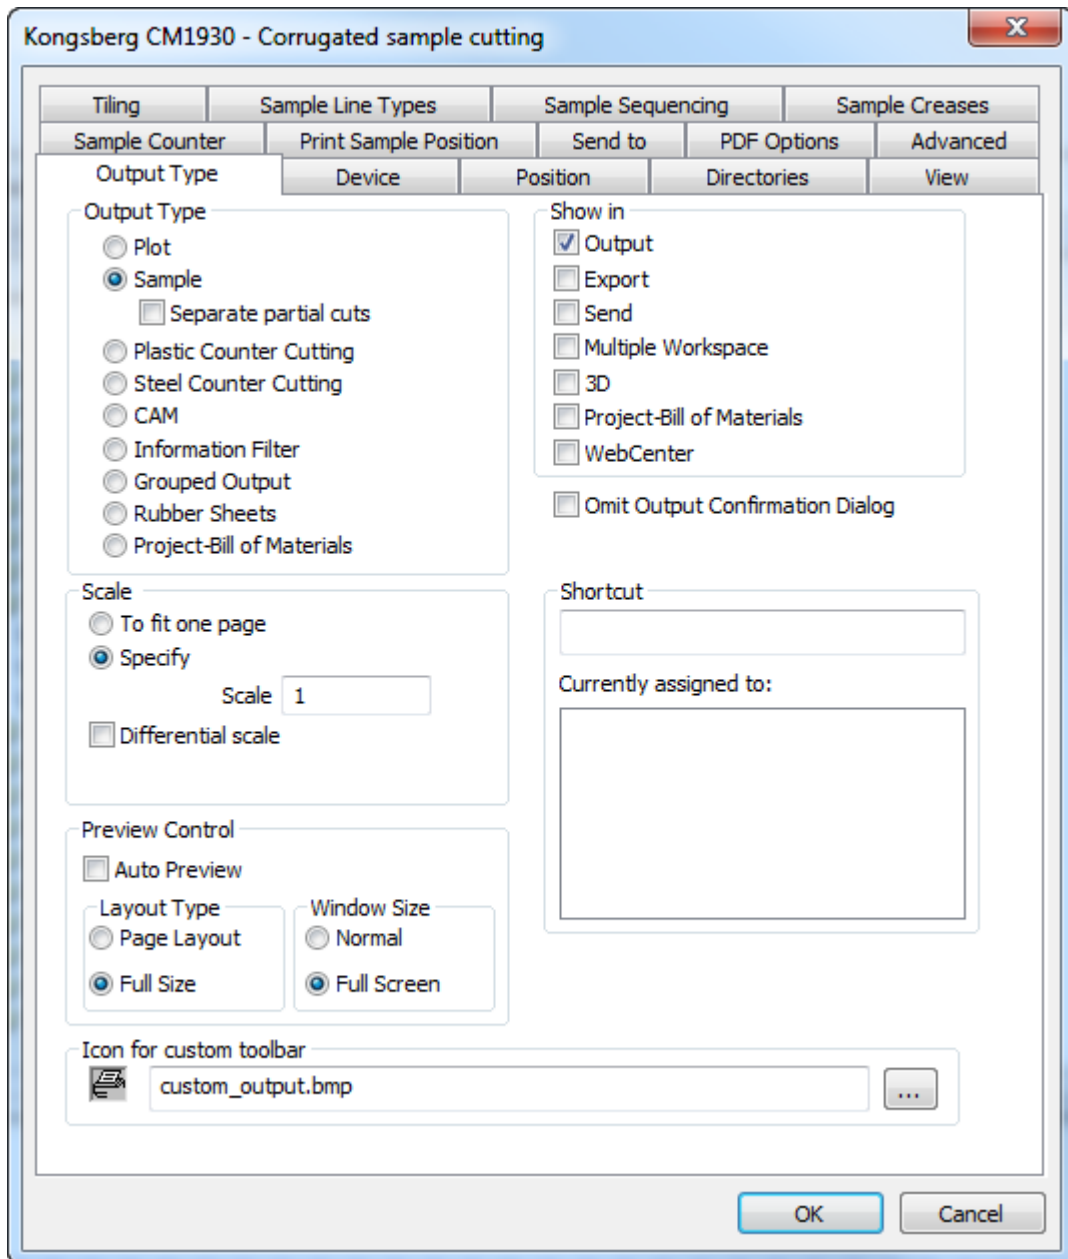 Kongsberg CM1930 - Corrugated sample cutting
X
Tiling
Sample Line Types
Sample Sequencing
Sample Creases
Sample Counter
Print Sample Position
Send to
PDF Options
Advanced
Output Type
Device
Position
Directories
View
Output Type
Plot
Sample
Separate partial cuts
Plastic Counter Cutting
Steel Counter Cutting
CAM
Information Filter
Grouped Output
Rubber Sheets
Project-Bill of Materials
Show in
Output
Export
Send
Multiple Workspace
3D
Project-Bill of Materials
WebCenter
Omit Output Confirmation Dialog
Scale
To fit one page
Specify
Scale 1
Differential scale
Shortcut
Currently assigned to:
Preview Control
Auto Preview
Layout Type
Page Layout
Full Size
Window Size
Normal
Full Screen
Icon for custom toolbar
custom_output.bmp
...
OK
Cancel